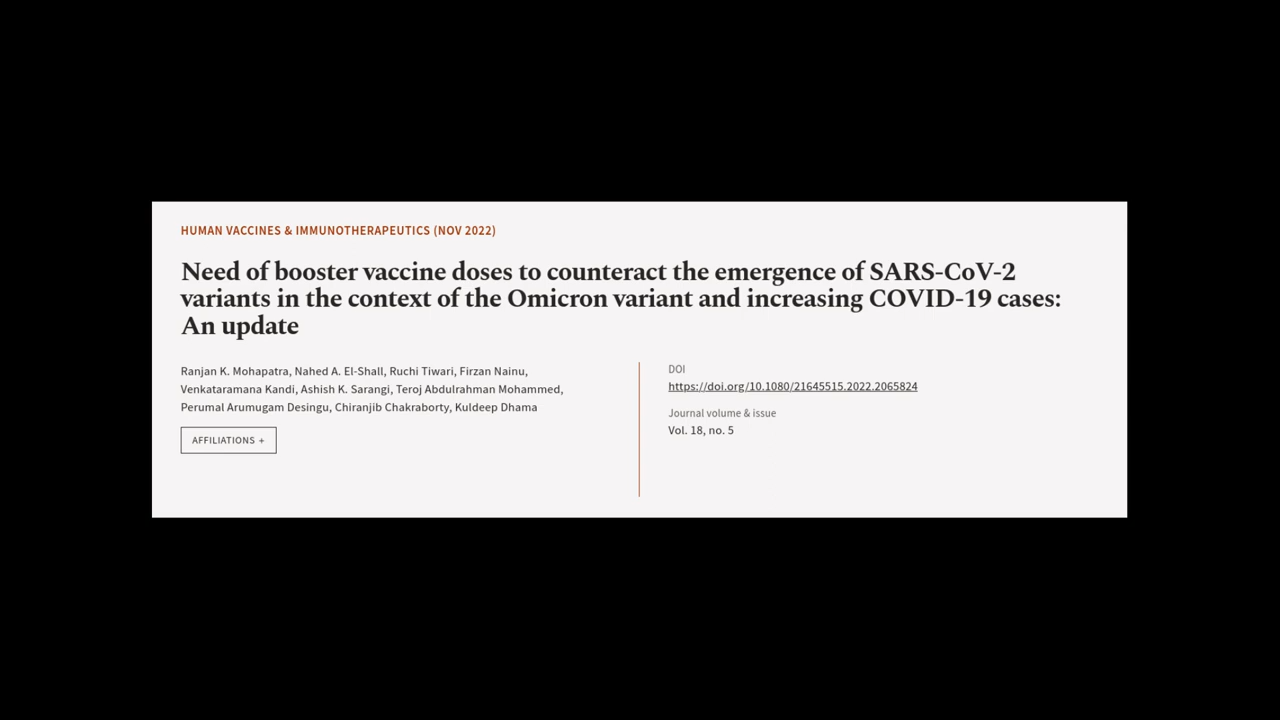 HUMAN VACCINES & IMMUNOTHERAPEUTICS (NOV 2022)
Need of booster vaccine doses to counteract the emergence of SARS-CoV-2
variants in the context of the Omicron variant and increasing COVID-19 cases:
An update
Ranjan K. Mohapatra, Nahed A. El-Shall, Ruchi Tiwari, Firzan Nainu,
Venkataramana Kandi, Ashish K. Sarangi, Teroj Abdulrahman Mohammed,
Perumal Arumugam Desingu, Chiranjib Chakraborty, Kuldeep Dhama
AFFILIATIONS +
DOI
https://doi.org/10.1080/21645515.2022.2065824
Journal volume & issue
Vol. 18, no. 5